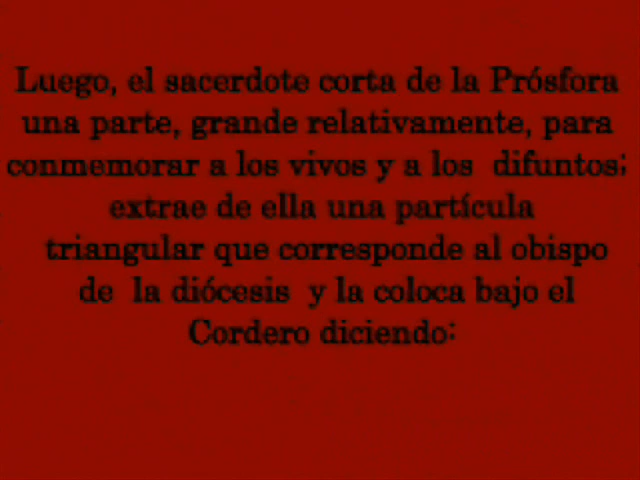 Luego, el sacerdote corta de la Prósfora
una parte, grande relativamente, para
conmemorar a los vivos y a los difuntos;
extrae de ella una partícula
triangular que corresponde al obispo
de la diócesis y la coloca bajo el
Cordero diciendo: